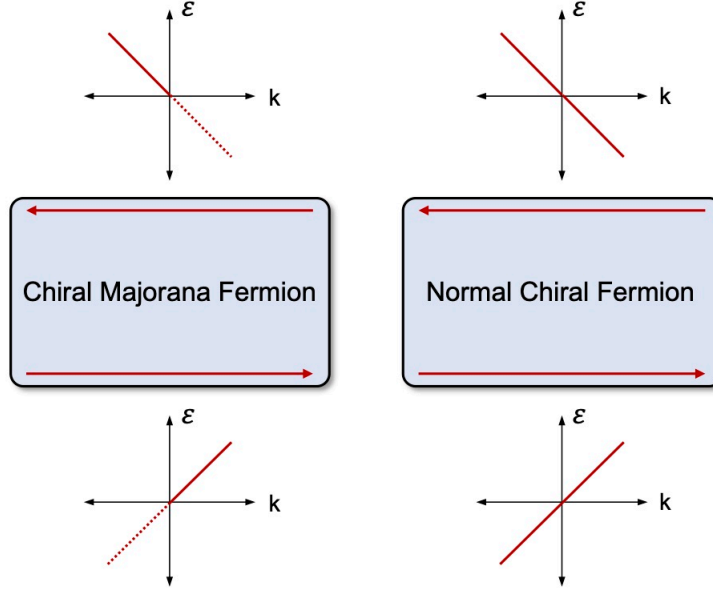 ε
k
ε
k
Chiral Majorana Fermion
Normal Chiral Fermion
ε
k
ε
k